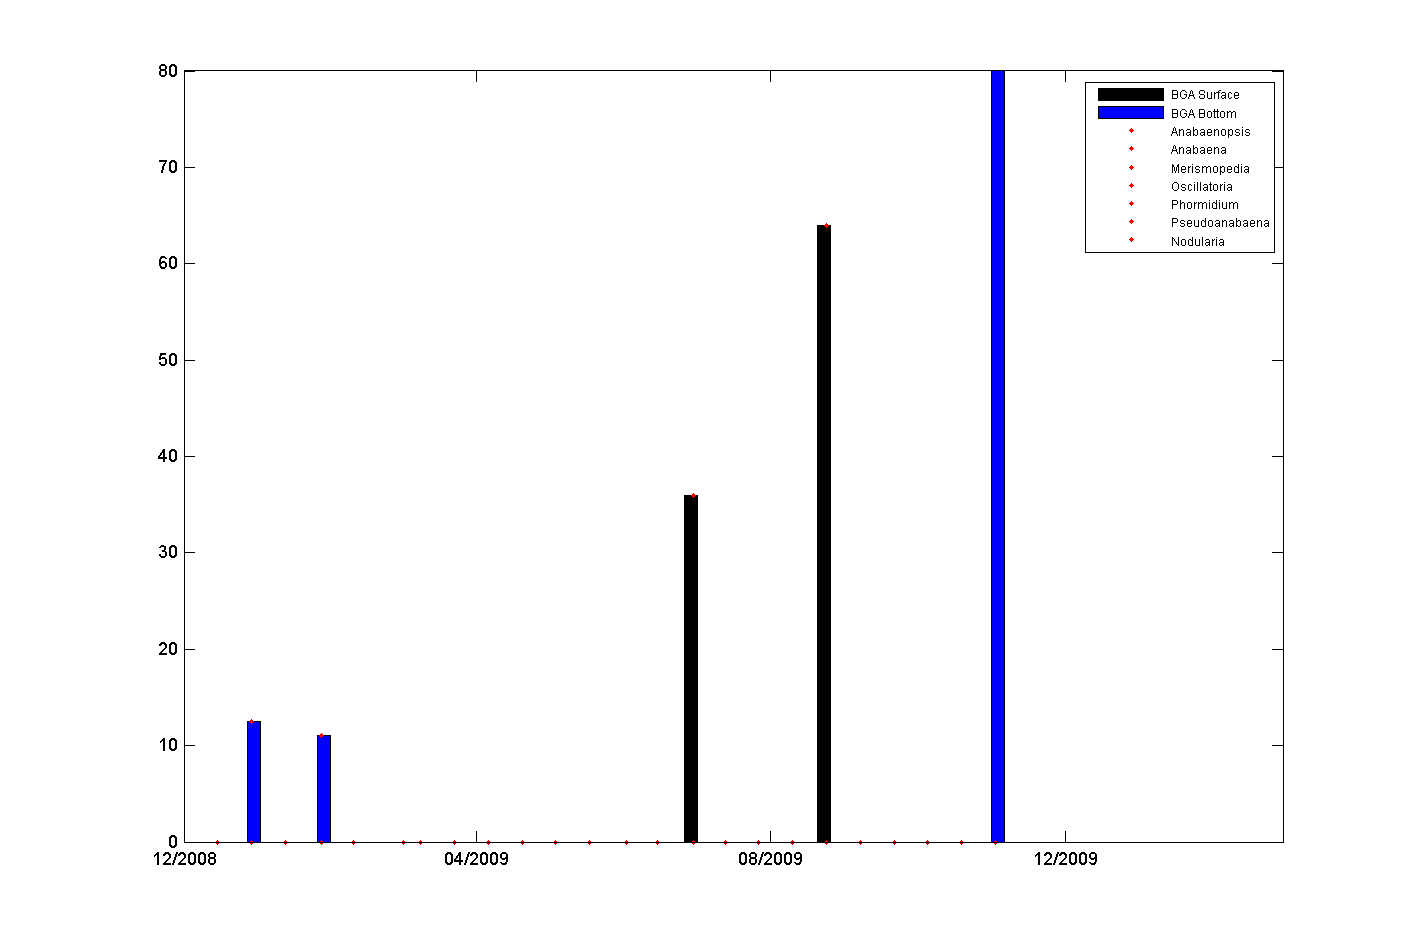 80
70
60
50
40
30
20
10
0
12/2008 04/2009 08/2009 12/2009
BGA Surface
BGA Bottom
Anabaenopsis
Anabaena
Merismopedia
Oscillatoria
Phormidium
Pseudoanabaena
Nodularia